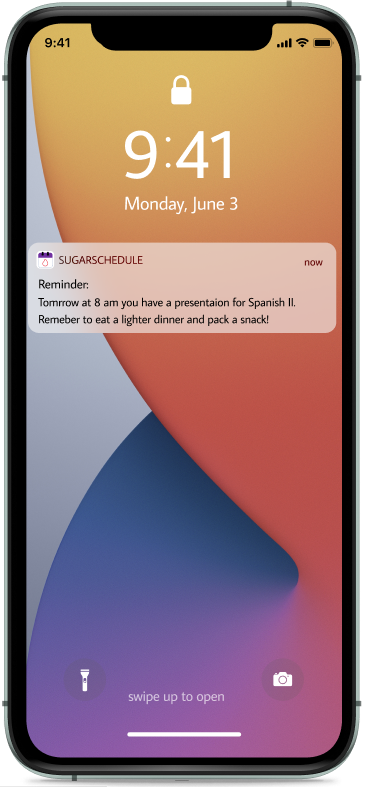 9:41
9:41
Monday, June 3
SUGARSCHEDULE now
Reminder:
Tomrrow at 8 am you have a presentaion for Spanish II.
Remeber to eat a lighter dinner and pack a snack!
swipe up to open